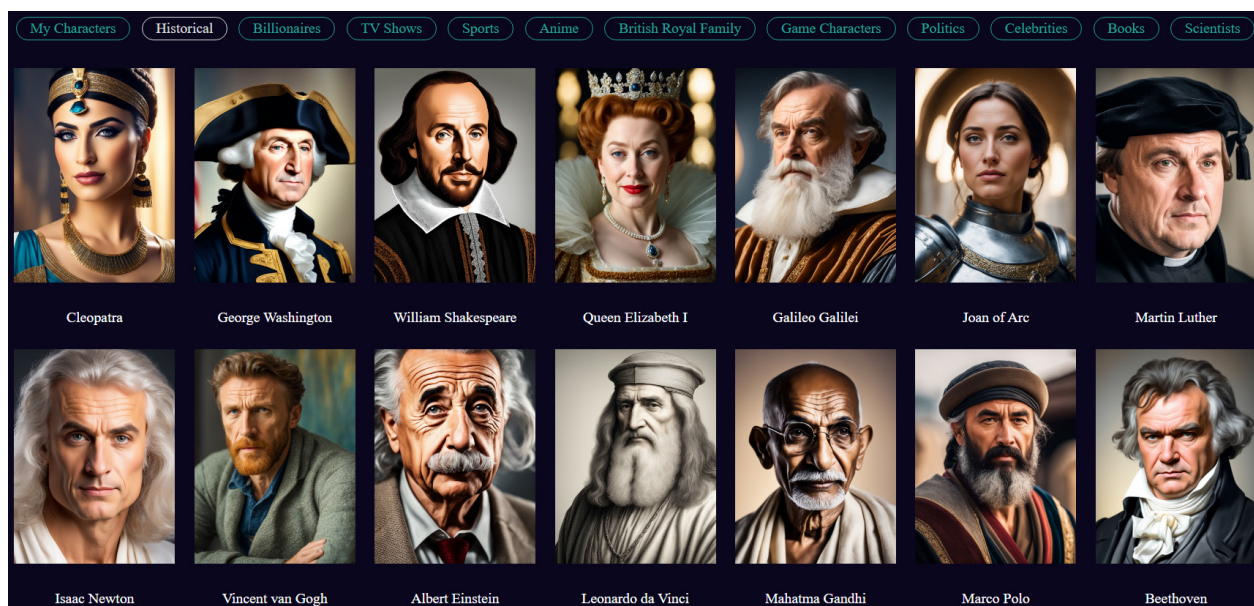 My Characters Historical Billionaires TV Shows Sports Anime British Royal Family Game Characters Politics Celebrities Books Scientists
Cleopatra George Washington William Shakespeare Queen Elizabeth I Galileo Galilei Joan of Arc Martin Luther
Isaac Newton Vincent van Gogh Albert Einstein Leonardo da Vinci Mahatma Gandhi Marco Polo Beethoven